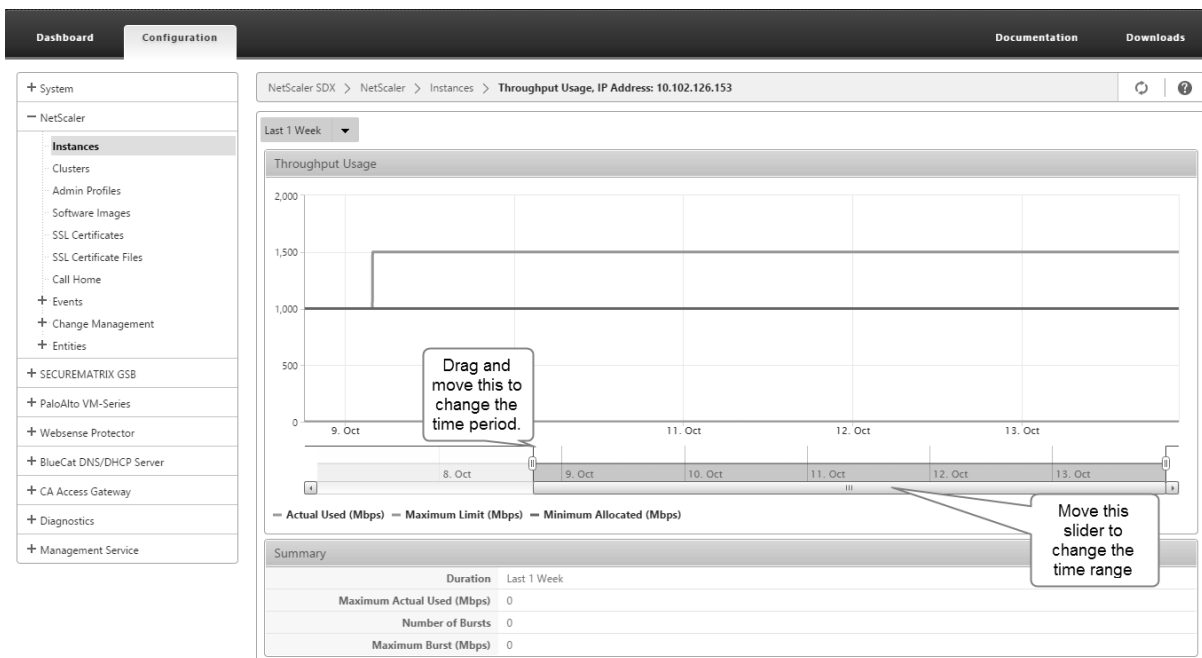 Dashboard
Configuration
Documentation
Downloads
+ System
− NetScaler
Instances
Clusters
Admin Profiles
Software Images
SSL Certificates
SSL Certificate Files
Call Home
+ Events
+ Change Management
+ Entities
+ SECUREMATRIX GSB
+ PaloAlto VM-Series
+ Websense Protector
+ BlueCat DNS/DHCP Server
+ CA Access Gateway
+ Diagnostics
+ Management Service
NetScaler SDX > NetScaler > Instances > Throughput Usage, IP Address: 10.102.126.153
Last 1 Week
Throughput Usage
2,000
1,500
1,000
500
0
9. Oct
11. Oct
12. Oct
13. Oct
Drag and
move this to
change the
time period.
8. Oct
9. Oct
10. Oct
11. Oct
12. Oct
13. Oct
Actual Used (Mbps) Maximum Limit (Mbps) Minimum Allocated (Mbps)
Move this
slider to
change the
time range
Summary
Duration Last 1 Week
Maximum Actual Used (Mbps) 0
Number of Bursts 0
Maximum Burst (Mbps) 0